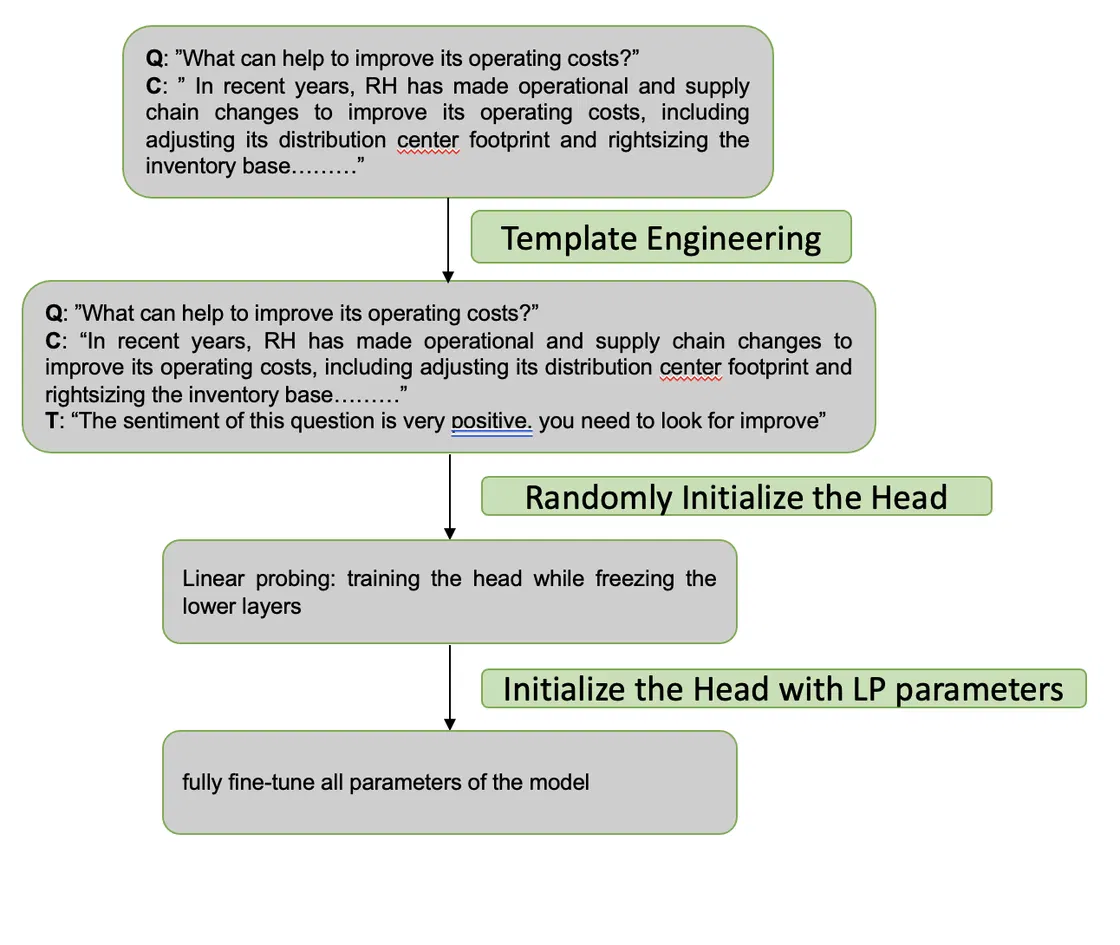 Q: ”What can help to improve its operating costs?”
C: ” In recent years, RH has made operational and supply
chain changes to improve its operating costs, including
adjusting its distribution center footprint and rightsizing the
inventory base………”
Template Engineering
Q: ”What can help to improve its operating costs?”
C: “In recent years, RH has made operational and supply chain changes to
improve its operating costs, including adjusting its distribution center footprint and
rightsizing the inventory base………”
T: “The sentiment of this question is very positive. you need to look for improve”
Randomly Initialize the Head
Linear probing: training the head while freezing the
lower layers
Initialize the Head with LP parameters
fully fine-tune all parameters of the model